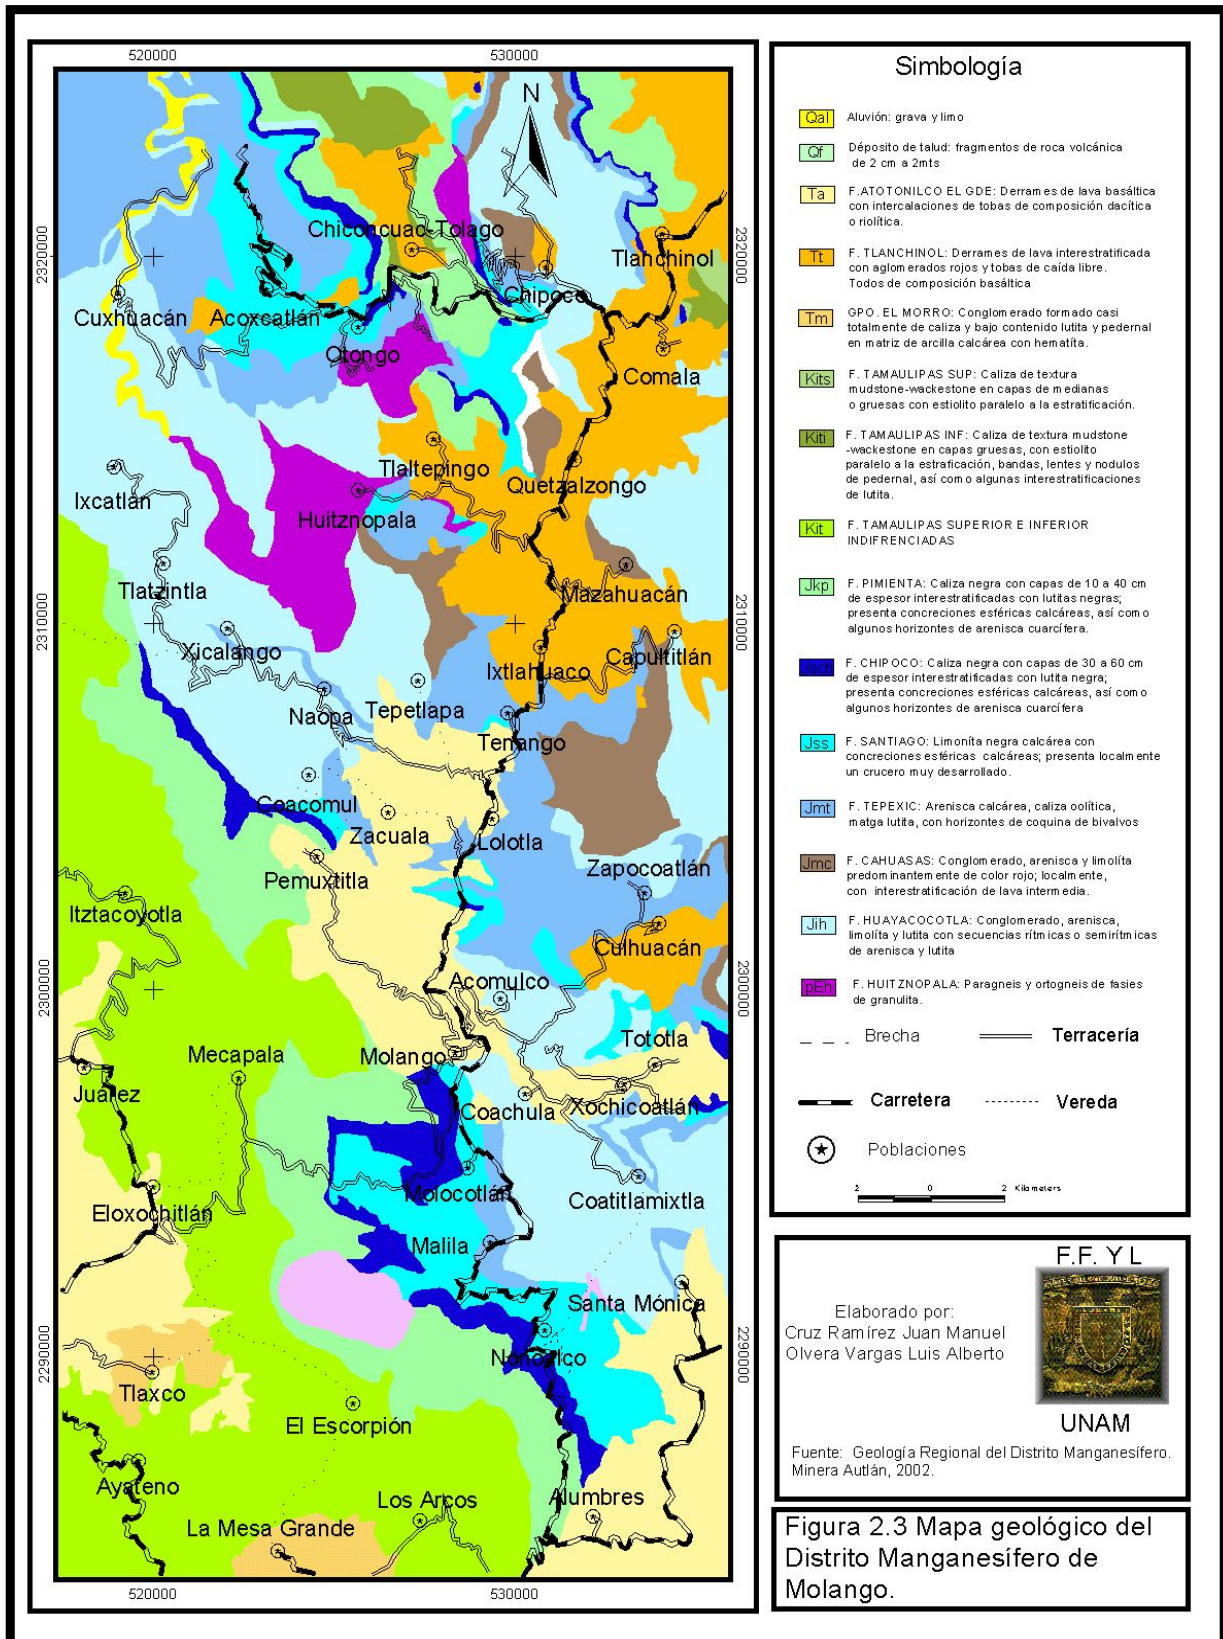 520000
530000
N
Chiconcuac-Tolago
Tlanchinol
2320000
2320000
Chipoco
Cuxhuacán
Acoxcatlán
Otongo
Comala
Tlaltepingo
Quetzalzongo
Ixcatlán
Huitznopala
Tlatzintla
Mazahuacán
2310000
2310000
Xicalango
Ixtlahuaco
Capultitlán
Naopa
Tepetlapa
Tenango
Coacomul
Zacuala
Lolotla
Pemuxtitla
Zapocoatlán
Itztacoyotla
Culhuacán
2300000
2300000
Acomulco
Mecapala
Molango
Tototla
Juárez
Coachula
Xochicoatlán
Molocotlán
Coatitlamixtla
Eloxochitlán
Malila
Santa Mónica
2290000
2290000
Nonoalco
Tlaxco
El Escorpión
Ayateno
Los Arcos
Alumbres
La Mesa Grande
520000
530000
Simbología
Qal Aluvión: grava y limo
Qf Déposito de talud: fragmentos de roca volcánica
de 2 cm a 2mts
Ta F. ATOTONILCO EL GDE: Derrames de lava basáltica
con intercalaciones de tobas de composición dacítica
o riolítica.
Tt F. TLANCHINOL: Derrames de lava interestratificada
con aglomerados rojos y tobas de caída libre.
Todos de composición basáltica
Tm GPO. EL MORRO: Conglomerado formado casi
totalmente de caliza y bajo contenido lutita y pedernal
en matriz de arcilla calcárea con hematíta.
Kits F. TAMAULIPAS SUP: Caliza de textura
mudstone-wackestone en capas de medianas
o gruesas con estiolito paralelo a la estratificación.
Kiti F. TAMAULIPAS INF: Caliza de textura mudstone
-wackestone en capas gruesas, con estiolito
paralelo a la estraficación, bandas, lentes y nodulos
de pedernal, así como algunas interestratificaciones
de lutita.
Kit F. TAMAULIPAS SUPERIOR E INFERIOR
INDIFRENCIADAS
Jkp F. PIMIENTA: Caliza negra con capas de 10 a 40 cm
de espesor interestratificadas con lutitas negras;
presenta concreciones esféricas calcáreas, así como
algunos horizontes de arenisca cuarcífera.
Jsch F. CHIPOCO: Caliza negra con capas de 30 a 60 cm
de espesor interestratificadas con lutita negra;
presenta concreciones esféricas calcáreas, así como
algunos horizontes de arenisca cuarcífera
Jss F. SANTIAGO: Limoníta negra calcárea con
concreciones esféricas calcáreas; presenta localmente
un crucero muy desarrollado.
Jmt F. TEPEXIC: Arenisca calcárea, caliza oolítica,
matga lutita, con horizontes de coquina de bivalvos
Jmc F. CAHUASAS: Conglomerado, arenisca y limolíta
predominantemente de color rojo; localmente,
con interestratificación de lava intermedia.
Jih F. HUAYACOCOTLA: Conglomerado, arenisca,
limolíta y lutita con secuencias rítmicas o semirítmicas
de arenisca y lutita
pEh F. HUITZNOPALA: Paragneis y ortogneis de fasies
de granulita.
Brecha
Terracería
Carretera
Vereda
Poblaciones
2 0 2 Kilometers
F.F. Y L
Elaborado por:
Cruz Ramírez Juan Manuel
Olvera Vargas Luis Alberto
UNAM
Fuente: Geología Regional del Distrito Manganesífero.
Minera Autlán, 2002.
Figura 2.3 Mapa geológico del
Distrito Manganesífero de
Molango.